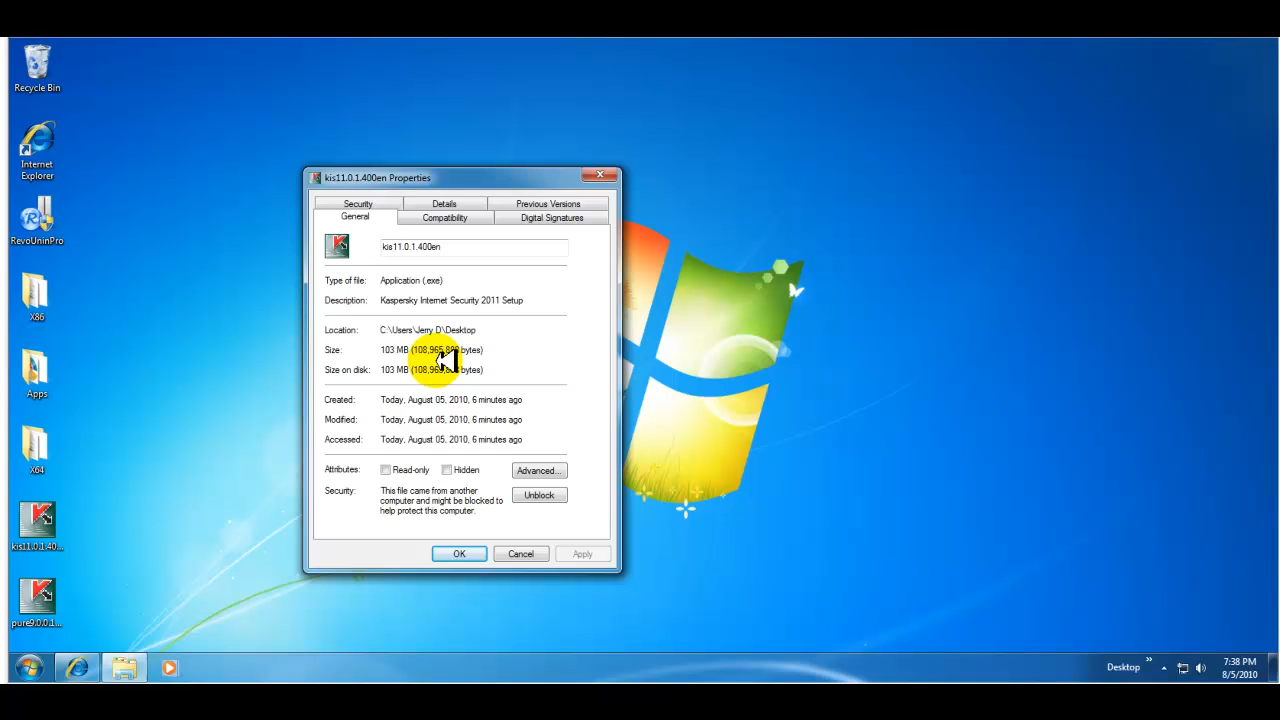 Recycle Bin
Internet
Explorer
RevoUninPro
X86
Apps
X64
kis11.0.1.40...
pure9.0.0.1...
kis11.0.1.400en Properties
Security Details Previous Versions
General Compatibility Digital Signatures
kis11.0.1.400en
Type of file: Application (.exe)
Description: Kaspersky Internet Security 2011 Setup
Location: C:\Users\Jerry D\Desktop
Size: 103 MB bytes)
Size on disk: 103 MB bytes)
Created: Today, August 05, 2010, 6 minutes ago
Modified: Today, August 05, 2010, 6 minutes ago
Accessed: Today, August 05, 2010, 6 minutes ago
Attributes: Read-only Hidden Advanced...
Security: This file came from another
computer and might be blocked to
help protect this computer.
Unblock
OK Cancel Apply
Desktop
7:38 PM
8/5/2010